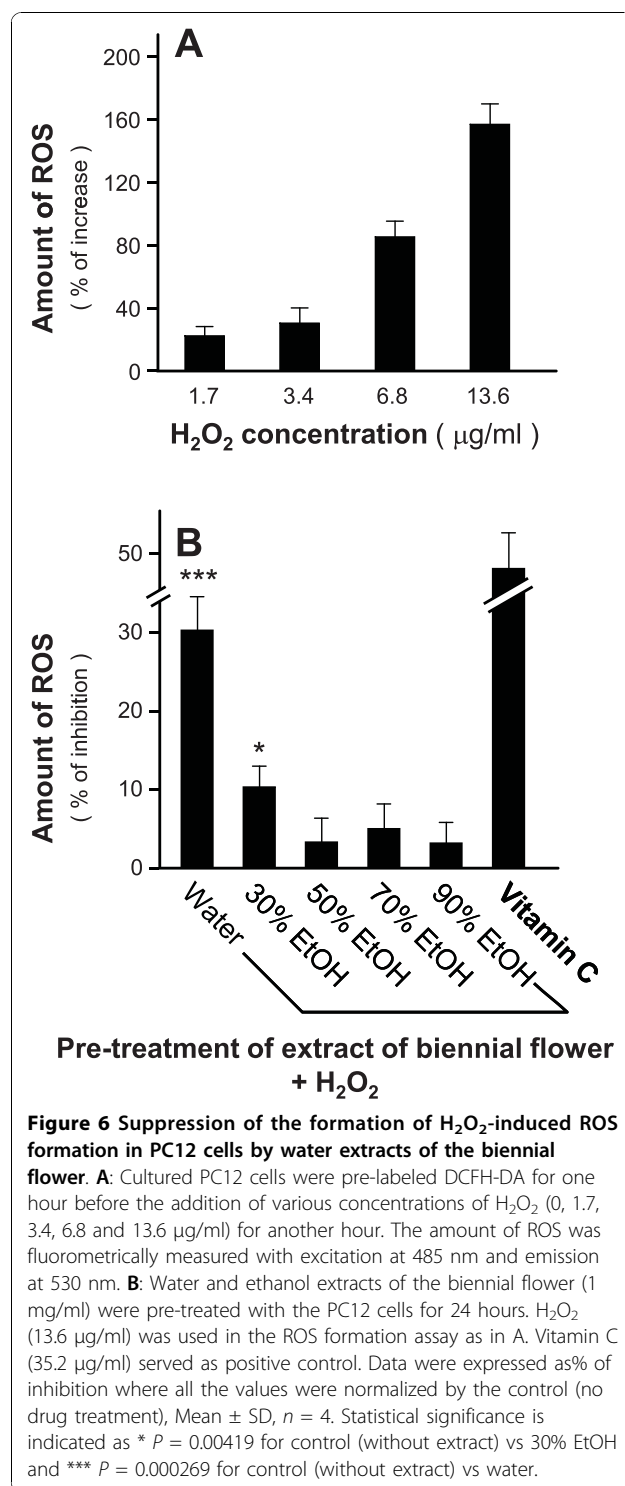 A
200
160
120
80
40
0
Amount of ROS
( % of increase )
1.7 3.4 6.8 13.6
H₂O₂ concentration ( μg/ml )
B
50
30
20
10
0
***
*
Amount of ROS
( % of inhibition )
Water
30% EtOH
50% EtOH
70% EtOH
90% EtOH
Vitamin C
Pre-treatment of extract of biennial flower
+ H₂O₂
Figure 6 Suppression of the formation of H₂O₂-induced ROS
formation in PC12 cells by water extracts of the biennial
flower. A: Cultured PC12 cells were pre-labeled DCFH-DA for one
hour before the addition of various concentrations of H₂O₂ (0, 1.7,
3.4, 6.8 and 13.6 μg/ml) for another hour. The amount of ROS was
fluorometrically measured with excitation at 485 nm and emission
at 530 nm. B: Water and ethanol extracts of the biennial flower (1
mg/ml) were pre-treated with the PC12 cells for 24 hours. H₂O₂
(13.6 μg/ml) was used in the ROS formation assay as in A. Vitamin C
(35.2 μg/ml) served as positive control. Data were expressed as% of
inhibition where all the values were normalized by the control (no
drug treatment), Mean ± SD, n = 4. Statistical significance is
indicated as * P = 0.00419 for control (without extract) vs 30% EtOH
and *** P = 0.000269 for control (without extract) vs water.